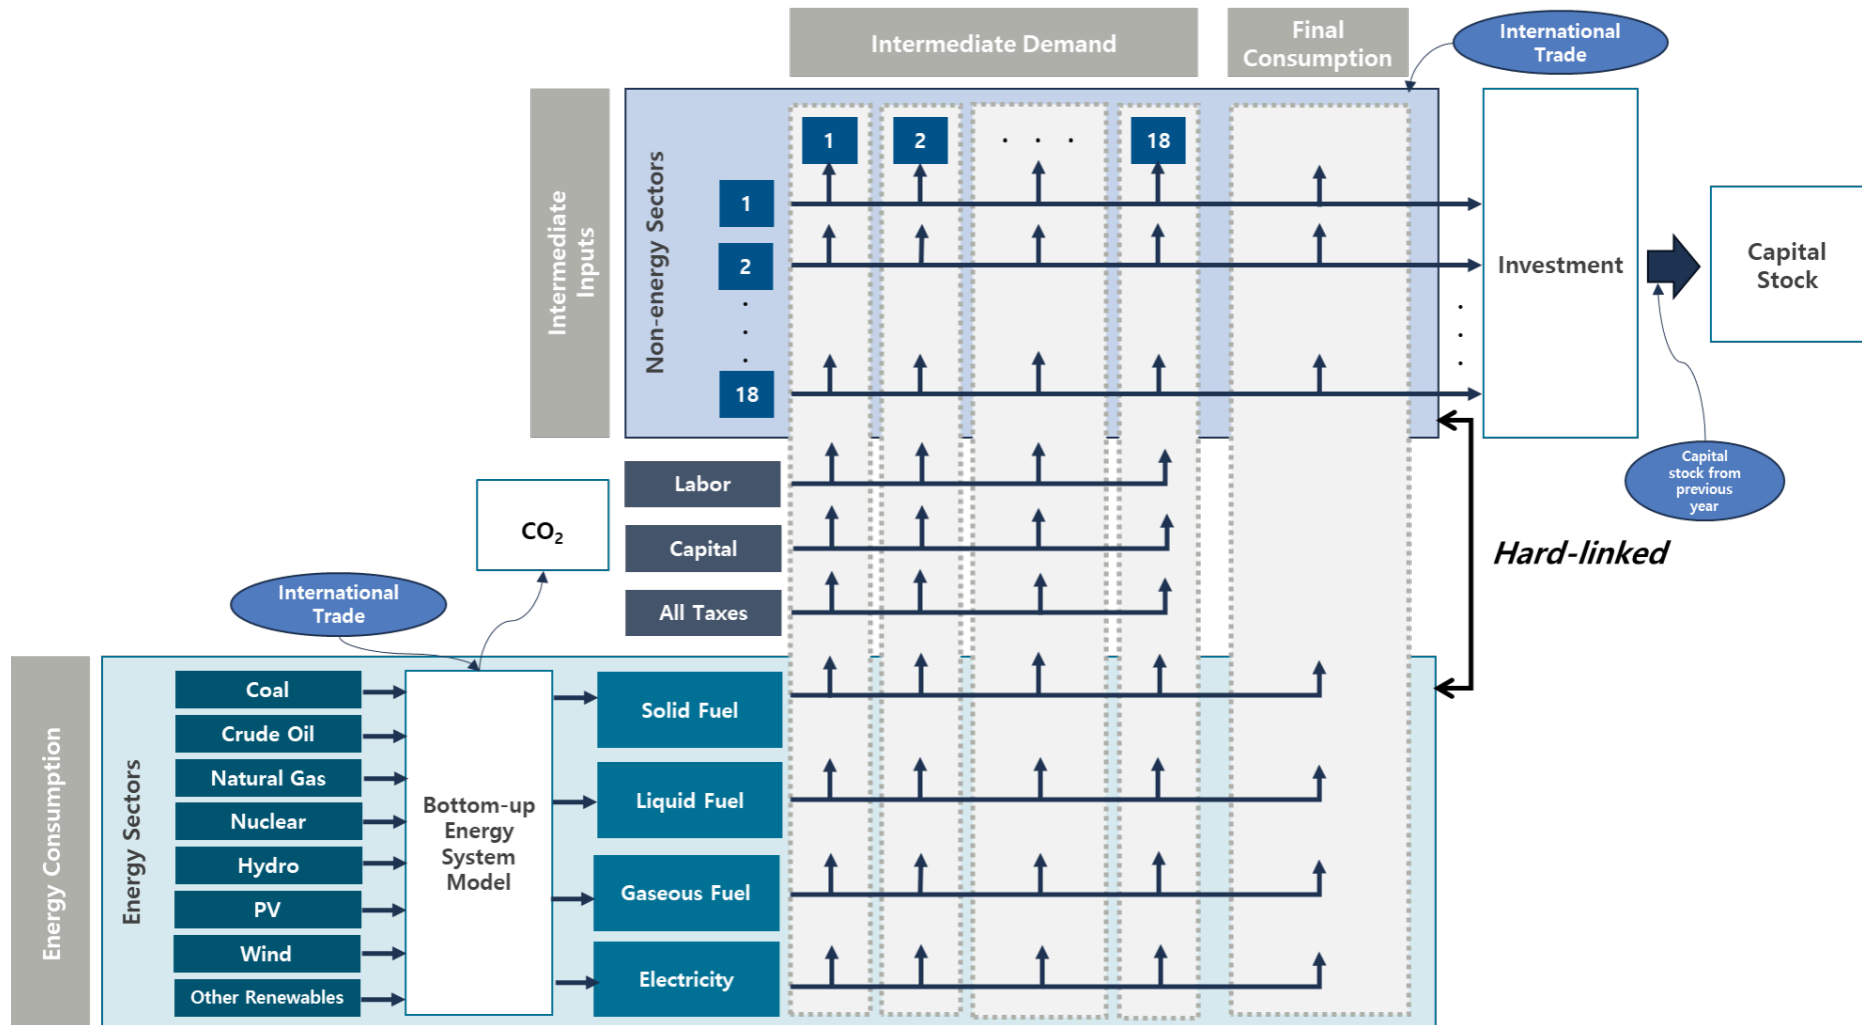 Intermediate Demand
Final
Consumption
International
Trade
Intermediate
Inputs
Non-energy Sectors
1
2
. . .
18
1
2
.
.
.
18
Investment
.
.
.
Capital
Stock
Capital
stock from
previous
year
Labor
Capital
All Taxes
CO₂
Hard-linked
International
Trade
Energy Consumption
Energy Sectors
Coal
Crude Oil
Natural Gas
Nuclear
Hydro
PV
Wind
Other Renewables
Bottom-up
Energy
System
Model
Solid Fuel
Liquid Fuel
Gaseous Fuel
Electricity